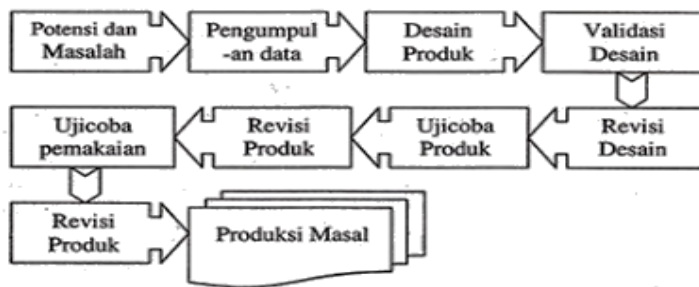 Potensi dan
Masalah
Pengumpul
-an data
Desain
Produk
Validasi
Desain
Revisi
Desain
Ujicoba
Produk
Revisi
Produk
Ujicoba
pemakaian
Revisi
Produk
Produksi Masal